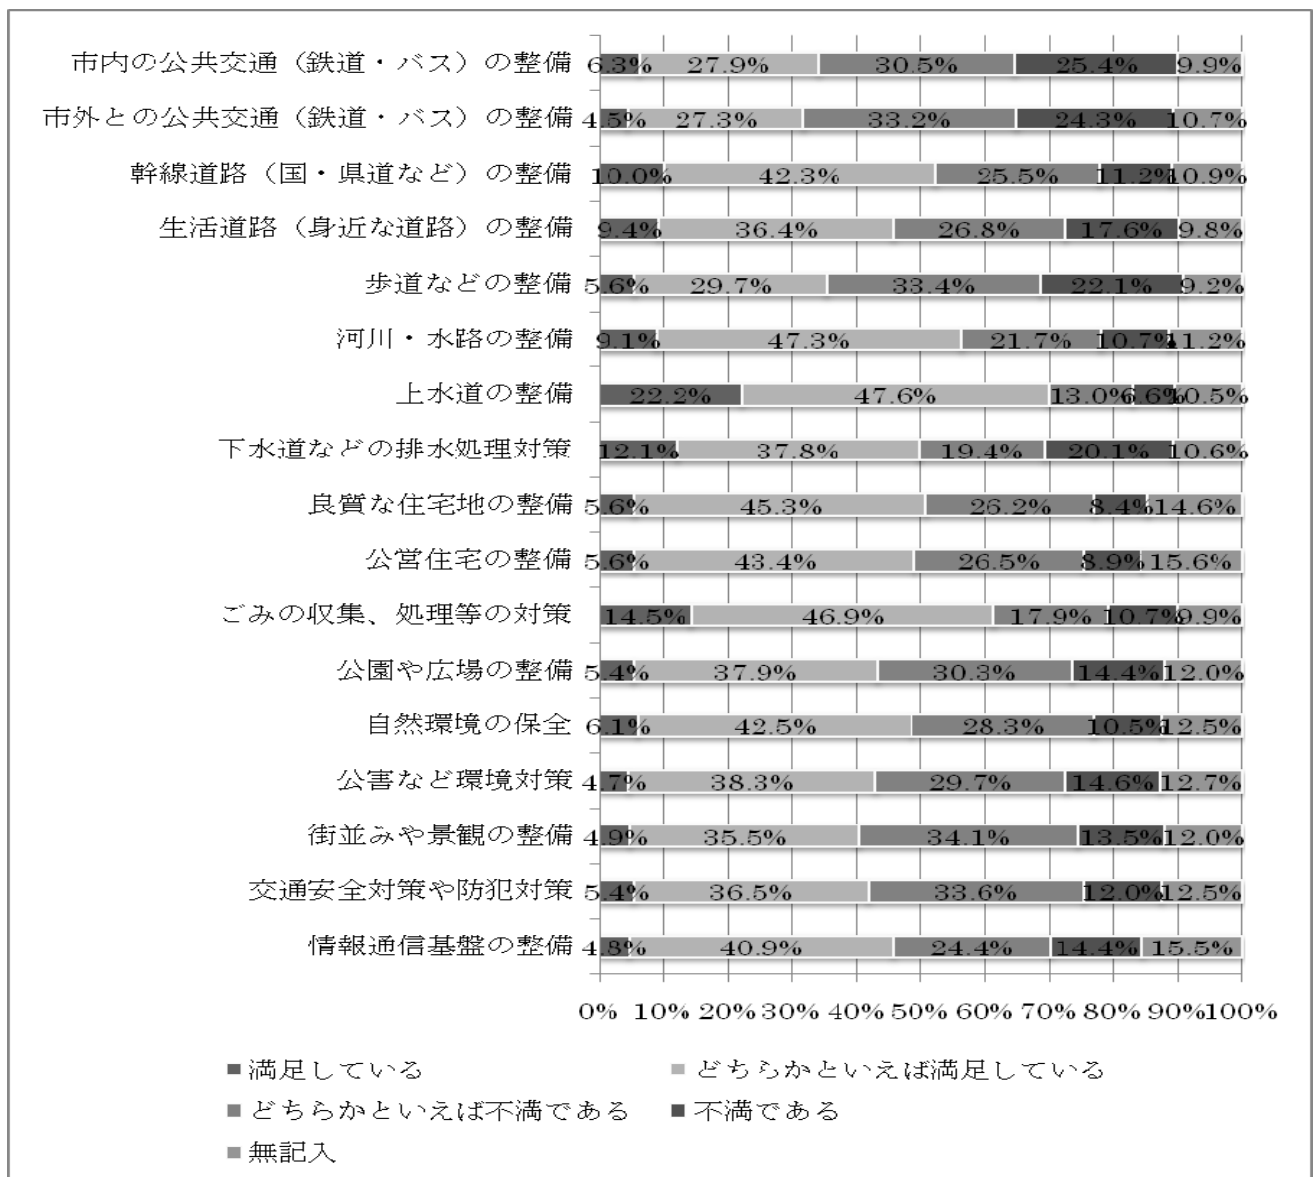 市内の公共交通（鉄道・バス）の整備 6.3% 27.9% 30.5% 25.4% 9.9%
市外との公共交通（鉄道・バス）の整備 4.5% 27.3% 33.2% 24.3% 10.7%
幹線道路（国・県道など）の整備 10.0% 42.3% 25.5% 11.2% 10.9%
生活道路（身近な道路）の整備 9.4% 36.4% 26.8% 17.6% 9.8%
歩道などの整備 5.6% 29.7% 33.4% 22.1% 9.2%
河川・水路の整備 9.1% 47.3% 21.7% 10.7% 11.2%
上水道の整備 22.2% 47.6% 13.0% 6.6% 10.5%
下水道などの排水処理対策 12.1% 37.8% 19.4% 20.1% 10.6%
良質な住宅地の整備 5.6% 45.3% 26.2% 8.4% 14.6%
公営住宅の整備 5.6% 43.4% 26.5% 8.9% 15.6%
ごみの収集、処理等の対策 14.5% 46.9% 17.9% 10.7% 9.9%
公園や広場の整備 5.4% 37.9% 30.3% 14.4% 12.0%
自然環境の保全 6.1% 42.5% 28.3% 10.5% 12.5%
公害など環境対策 4.7% 38.3% 29.7% 14.6% 12.7%
街並みや景観の整備 4.9% 35.5% 34.1% 13.5% 12.0%
交通安全対策や防犯対策 5.4% 36.5% 33.6% 12.0% 12.5%
情報通信基盤の整備 4.8% 40.9% 24.4% 14.4% 15.5%
0% 10% 20% 30% 40% 50% 60% 70% 80% 90% 100%
満足している どちらかといえば満足している
どちらかといえば不満である 不満である
無記入